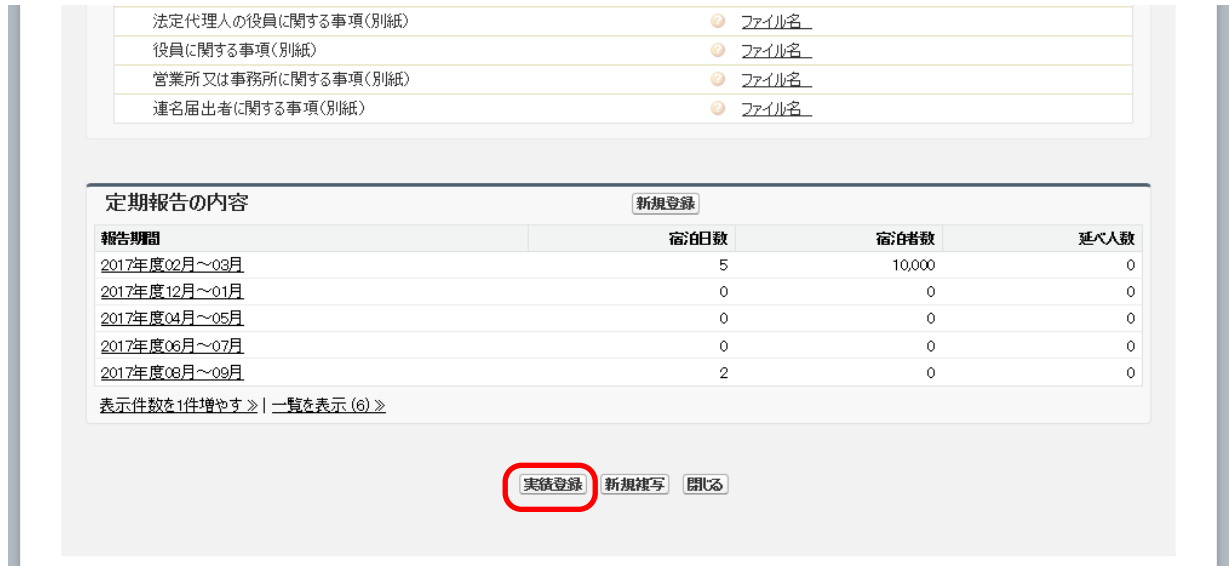 法定代理人の役員に関する事項(別紙) ? ファイル名
役員に関する事項(別紙) ? ファイル名
営業所又は事務所に関する事項(別紙) ? ファイル名
連名届出者に関する事項(別紙) ? ファイル名
定期報告の内容 新規登録
報告期間 宿泊日数 宿泊者数 延べ人数
2017年度02月～03月 5 10,000 0
2017年度12月～01月 0 0 0
2017年度04月～05月 0 0 0
2017年度06月～07月 0 0 0
2017年度08月～09月 2 0 0
表示件数を1件増やす ≫ | 一覧を表示 (6) ≫
実績登録 新規複写 閉じる